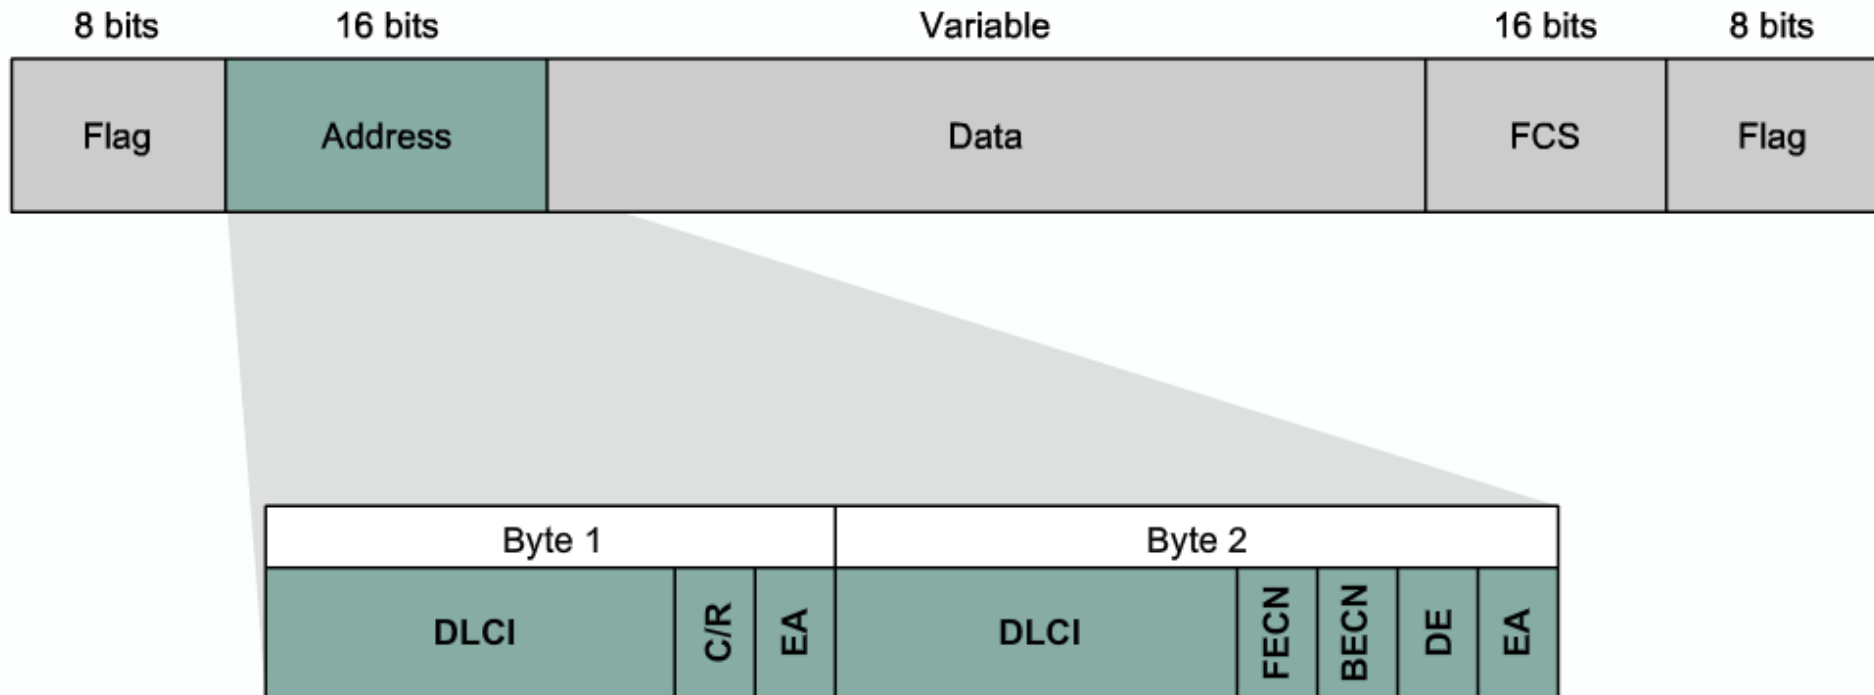 8 bits 16 bits Variable 16 bits 8 bits
Flag Address Data FCS Flag
Byte 1 Byte 2
DLCI C/R EA DLCI FECN BECN DE EA